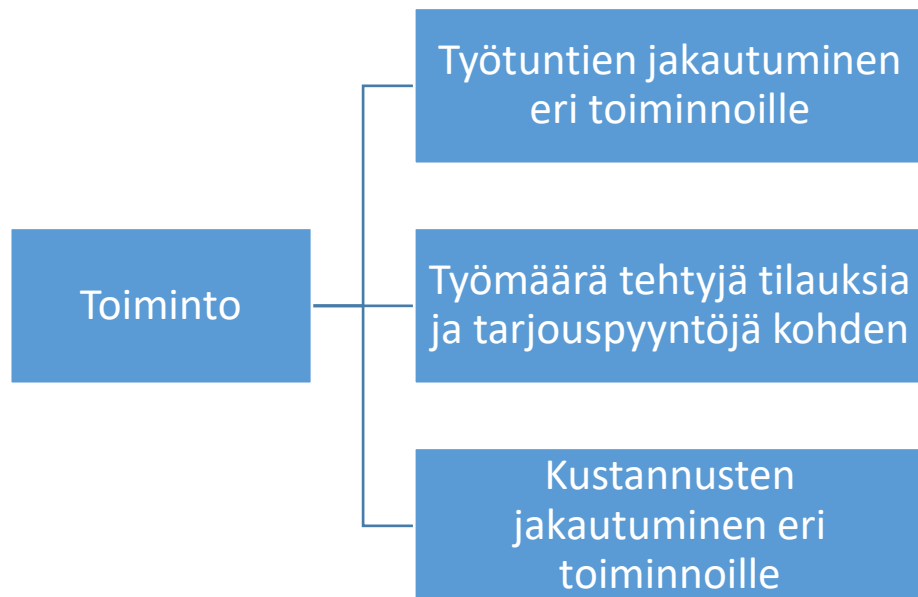 Työtuntien jakautuminen
eri toiminnoille
Toiminto
Työmäärä tehtyjä tilauksia
ja tarjouspyyntöjä kohden
Kustannusten
jakautuminen eri
toiminnoille